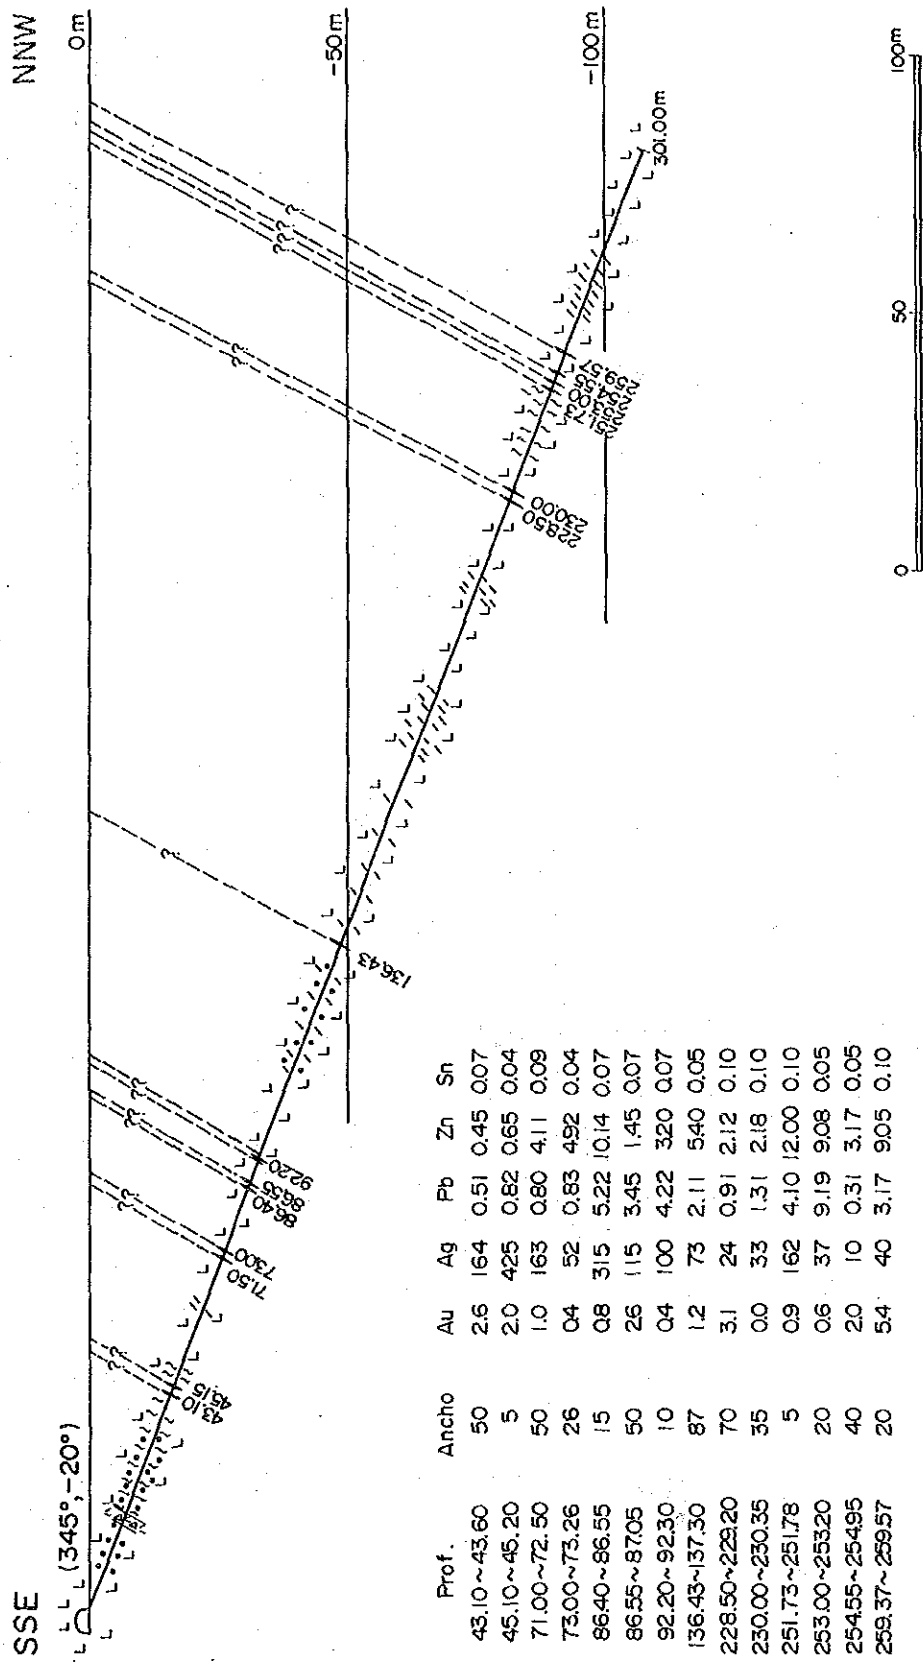 SSE
NNW
(345°,-20°)
0m
-50m
-100m
43.10
45.15
71.50
73.00
86.40
86.55
92.20
136.43
228.50
230.00
251.73
253.00
254.55
259.57
301.00m
? ? ? ? ? ? ? ? ? ? ? ? ? ?
Prof. Ancho Au Ag Pb Zn Sn
43.10~43.60 50 2.6 164 0.51 0.45 0.07
45.10~45.20 5 2.0 425 0.82 0.65 0.04
71.00~72.50 50 1.0 163 0.80 4.11 0.09
73.00~73.26 26 0.4 52 0.83 4.92 0.04
86.40~86.55 15 0.8 315 5.22 10.14 0.07
86.55~87.05 50 2.6 115 3.45 1.45 0.07
92.20~92.30 10 0.4 100 4.22 3.20 0.07
136.43~137.30 87 1.2 73 2.11 5.40 0.05
228.50~229.20 70 3.1 24 0.91 2.12 0.10
230.00~230.35 35 0.0 33 1.31 2.18 0.10
251.73~251.78 5 0.9 162 4.10 12.00 0.10
253.00~253.20 20 0.6 37 9.19 9.08 0.05
254.55~254.95 40 2.0 10 0.31 3.17 0.05
259.37~259.57 20 5.4 40 3.17 9.05 0.10
0 50 100m